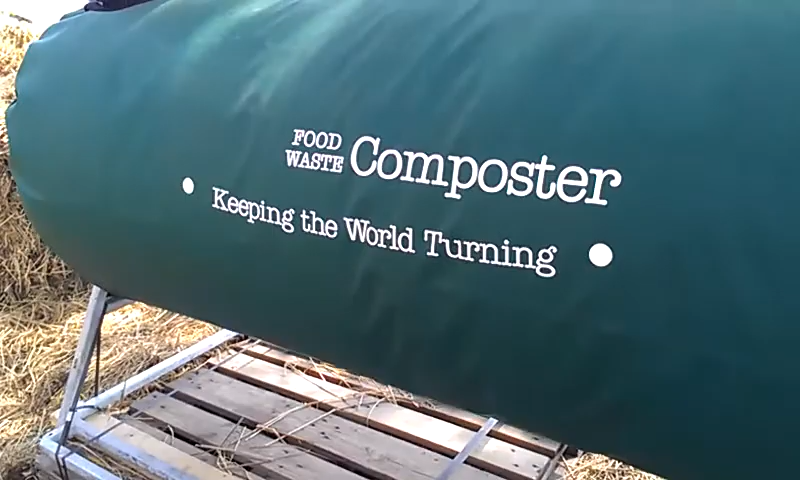 FOOD WASTE Composter
• Keeping the World Turning •